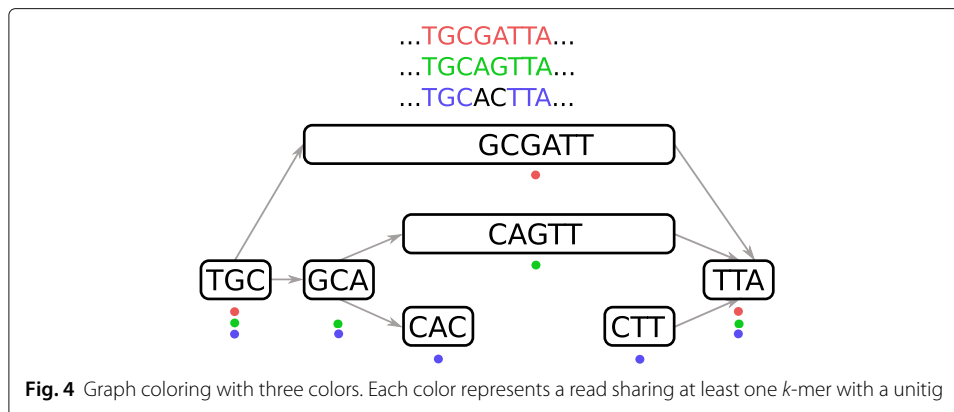 ...TGCGATTA...
...TGCAGTTA...
...TGCACTTA...
GCGATT
CAGTT
TGC
GCA
TTA
CAC
CTT
Fig. 4 Graph coloring with three colors. Each color represents a read sharing at least one k-mer with a unitig